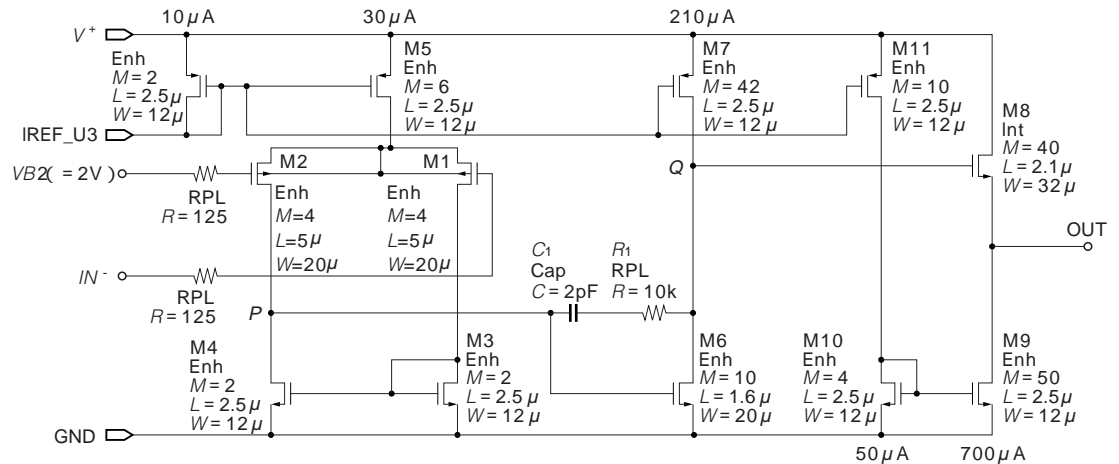 10μA
30μA
210μA
V⁺
Enh
M=2
L=2.5μ
W=12μ
M5
Enh
M=6
L=2.5μ
W=12μ
M7
Enh
M=42
L=2.5μ
W=12μ
M11
Enh
M=10
L=2.5μ
W=12μ
IREF_U3
M8
Int
M=40
L=2.1μ
W=32μ
VB2(=2V)
RPL
R=125
M2
Enh
M=4
L=5μ
W=20μ
M1
Enh
M=4
L=5μ
W=20μ
Q
OUT
IN⁻
RPL
R=125
C1
Cap
C=2pF
R1
RPL
R=10k
P
M4
Enh
M=2
L=2.5μ
W=12μ
M3
Enh
M=2
L=2.5μ
W=12μ
M6
Enh
M=10
L=1.6μ
W=20μ
M10
Enh
M=4
L=2.5μ
W=12μ
M9
Enh
M=50
L=2.5μ
W=12μ
GND
50μA
700μA